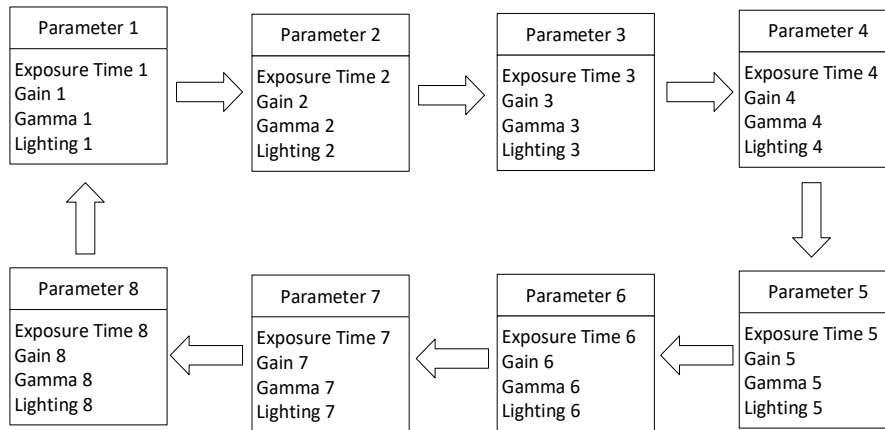 Parameter 1
Exposure Time 1
Gain 1
Gamma 1
Lighting 1
Parameter 2
Exposure Time 2
Gain 2
Gamma 2
Lighting 2
Parameter 3
Exposure Time 3
Gain 3
Gamma 3
Lighting 3
Parameter 4
Exposure Time 4
Gain 4
Gamma 4
Lighting 4
Parameter 5
Exposure Time 5
Gain 5
Gamma 5
Lighting 5
Parameter 6
Exposure Time 6
Gain 6
Gamma 6
Lighting 6
Parameter 7
Exposure Time 7
Gain 7
Gamma 7
Lighting 7
Parameter 8
Exposure Time 8
Gain 8
Gamma 8
Lighting 8